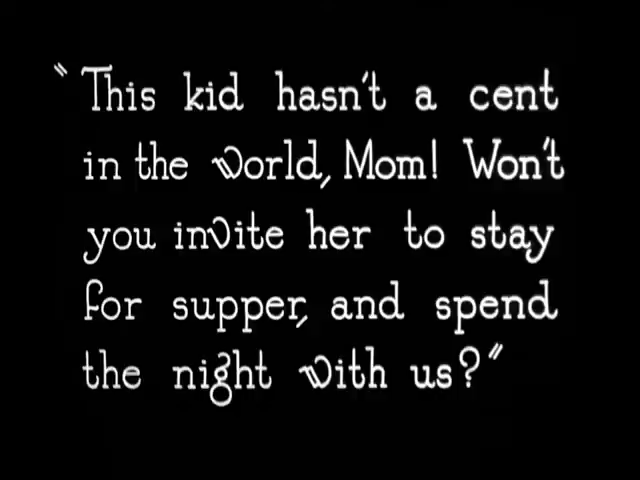 "This kid hasn't a cent
in the world, Mom! Won't
you invite her to stay
for supper, and spend
the night with us?"